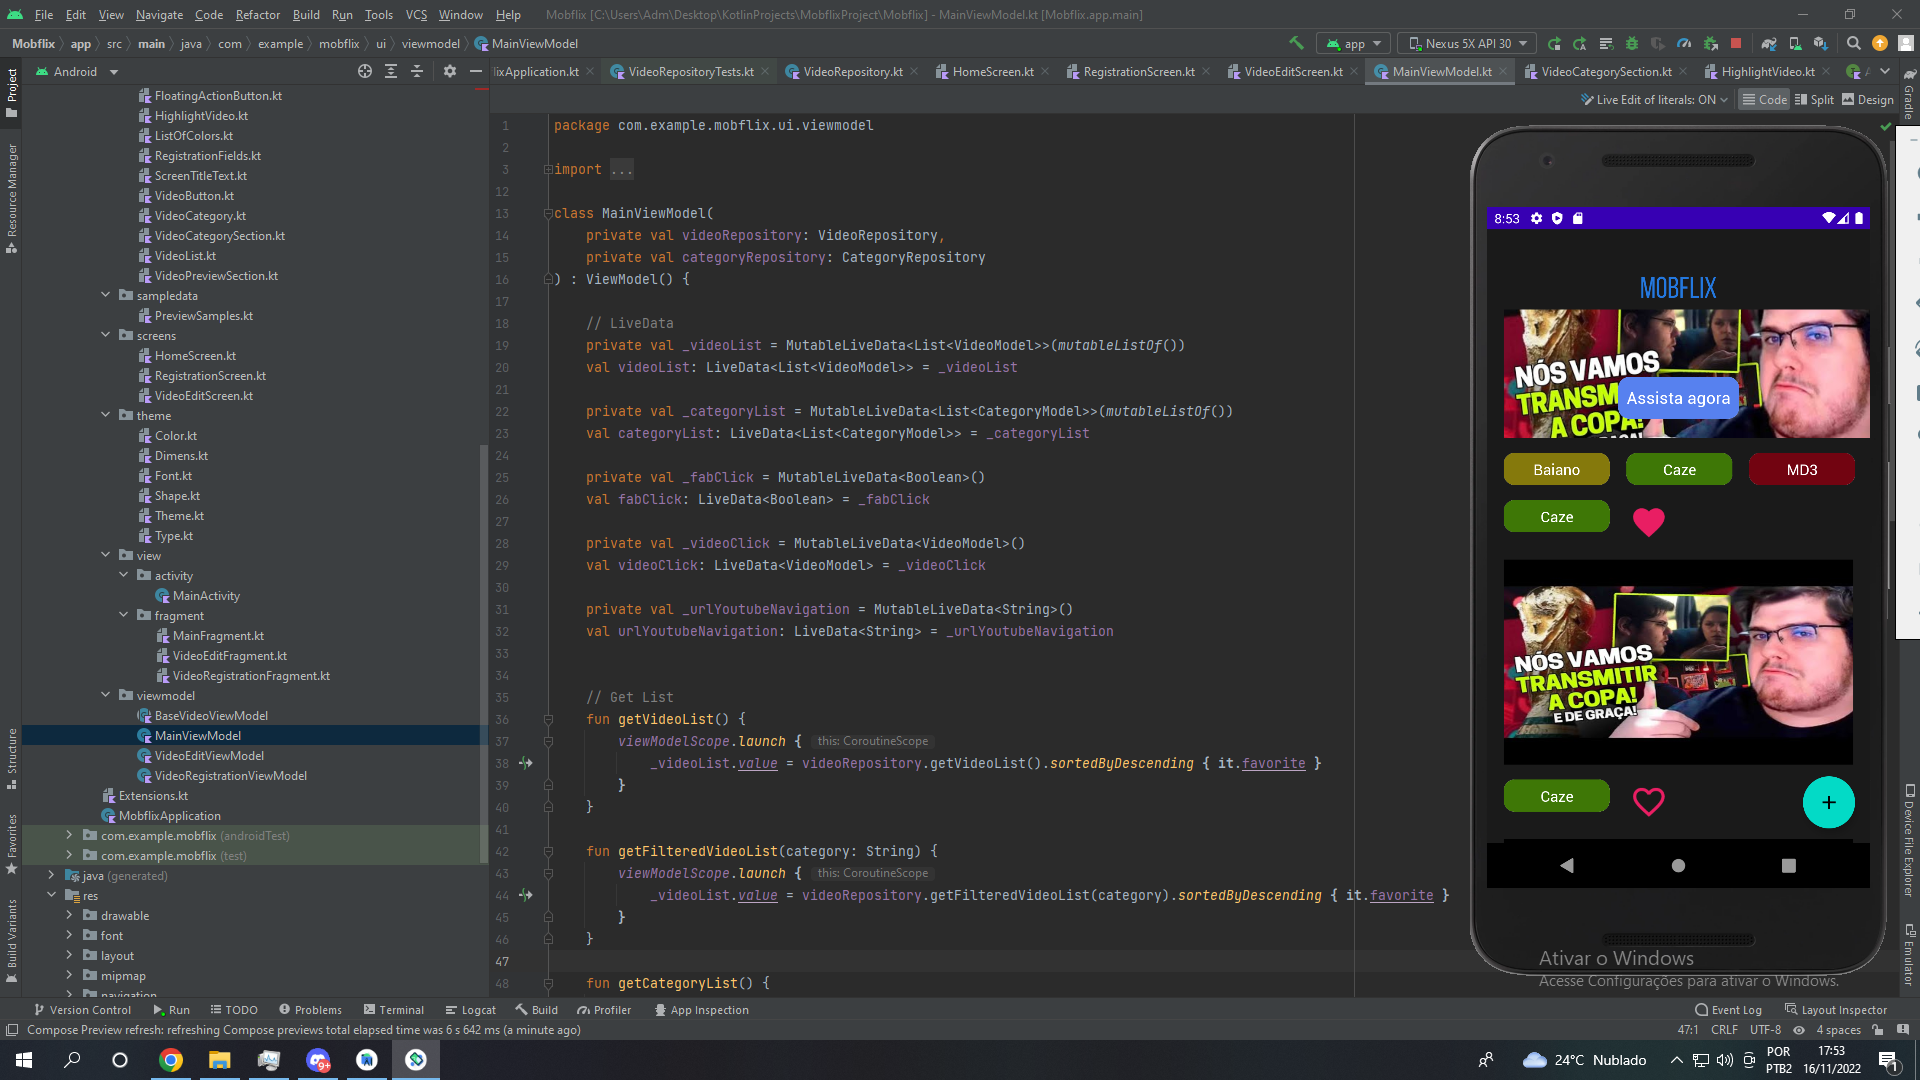 File Edit View Navigate Code Refactor Build Run Tools VCS Window Help Mobflix [C:\Users\Adm\Desktop\KotlinProjects\MobflixProject\Mobflix] - MainViewModel.kt [Mobflix.app.main]
Mobflix app src main java com example mobflix ui viewmodel MainViewModel
app Nexus 5X API 30
Android
lixApplication.kt VideoRepositoryTests.kt VideoRepository.kt HomeScreen.kt RegistrationScreen.kt VideoEditScreen.kt MainViewModel.kt VideoCategorySection.kt HighlightVideo.kt
Live Edit of literals: ON Code Split Design
Project
Resource Manager
Structure
Favorites
Build Variants
FloatingActionButton.kt
HighlightVideo.kt
ListOfColors.kt
RegistrationFields.kt
ScreenTitleText.kt
VideoButton.kt
VideoCategory.kt
VideoCategorySection.kt
VideoList.kt
VideoPreviewSection.kt
sampledata
PreviewSamples.kt
screens
HomeScreen.kt
RegistrationScreen.kt
VideoEditScreen.kt
theme
Color.kt
Dimens.kt
Font.kt
Shape.kt
Theme.kt
Type.kt
view
activity
MainActivity
fragment
MainFragment.kt
VideoEditFragment.kt
VideoRegistrationFragment.kt
viewmodel
BaseVideoViewModel
MainViewModel
VideoEditViewModel
VideoRegistrationViewModel
Extensions.kt
MobflixApplication
com.example.mobflix (androidTest)
com.example.mobflix (test)
java (generated)
res
drawable
font
layout
mipmap
navigation
1 package com.example.mobflix.ui.viewmodel
2
3 import ...
12
13 class MainViewModel(
14 private val videoRepository: VideoRepository,
15 private val categoryRepository: CategoryRepository
16 ) : ViewModel() {
17
18 // LiveData
19 private val _videoList = MutableLiveData<List<VideoModel>>(mutableListOf())
20 val videoList: LiveData<List<VideoModel>> = _videoList
21
22 private val _categoryList = MutableLiveData<List<CategoryModel>>(mutableListOf())
23 val categoryList: LiveData<List<CategoryModel>> = _categoryList
24
25 private val _fabClick = MutableLiveData<Boolean>()
26 val fabClick: LiveData<Boolean> = _fabClick
27
28 private val _videoClick = MutableLiveData<VideoModel>()
29 val videoClick: LiveData<VideoModel> = _videoClick
30
31 private val _urlYoutubeNavigation = MutableLiveData<String>()
32 val urlYoutubeNavigation: LiveData<String> = _urlYoutubeNavigation
33
34
35 // Get List
36 fun getVideoList() {
37 viewModelScope.launch { this: CoroutineScope
38 _videoList.value = videoRepository.getVideoList().sortedByDescending { it.favorite }
39 }
40 }
41
42 fun getFilteredVideoList(category: String) {
43 viewModelScope.launch { this: CoroutineScope
44 _videoList.value = videoRepository.getFilteredVideoList(category).sortedByDescending { it.favorite }
45 }
46 }
47
48 fun getCategoryList() {
8:53
MOBFLIX
NÓS VAMOS
TRANSM
A COPA!
Assista agora
Baiano Caze MD3
Caze
NÓS VAMOS
TRANSMITIR
A COPA!
E DE GRAÇA!
Caze
+
Ativar o Windows
Acesse Configurações para ativar o Windows.
Gradle
Device File Explorer
Emulator
Version Control Run TODO Problems Terminal Logcat Build Profiler App Inspection Event Log Layout Inspector
Compose Preview refresh: refreshing Compose previews total elapsed time was 6 s 642 ms (a minute ago) 47:1 CRLF UTF-8 4 spaces
9+
24°C Nublado
POR
PTB2
17:53
16/11/2022
1